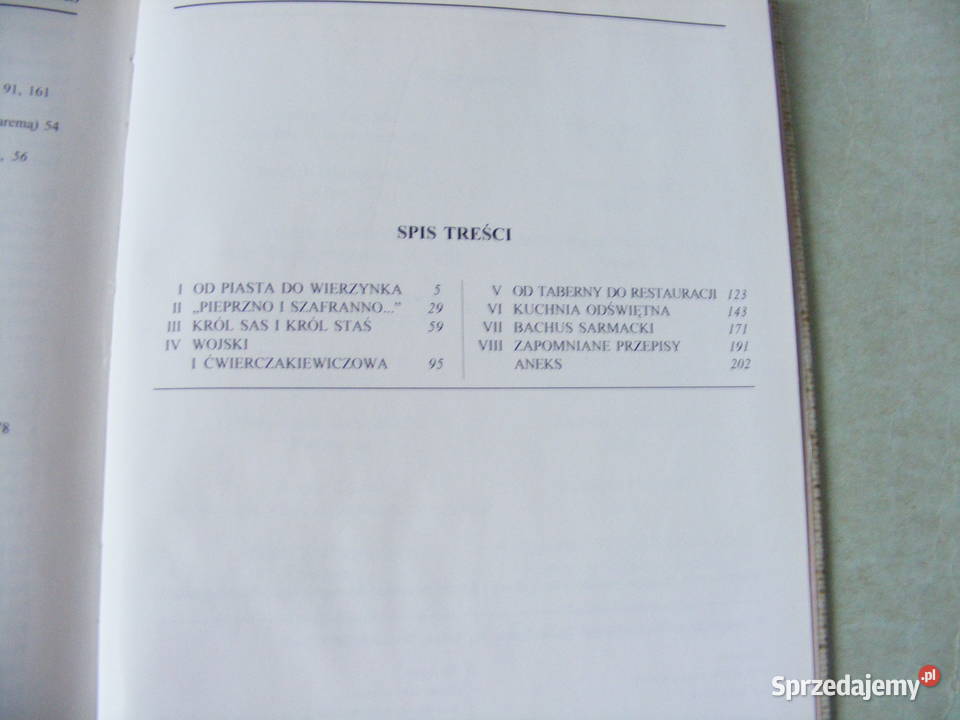 91, 161
aremą) 54
, 56
78
SPIS TREŚCI
I OD PIASTA DO WIERZYNKA 5
II „PIEPRZNO I SZAFRANNO...” 29
III KRÓL SAS I KRÓL STAŚ 59
IV WOJSKI
I ĆWIERCZAKIEWICZOWA 95
V OD TABERNY DO RESTAURACJI 123
VI KUCHNIA ODŚWIĘTNA 143
VII BACHUS SARMACKI 171
VIII ZAPOMNIANE PRZEPISY 191
ANEKS 202
Sprzedajemy.pl